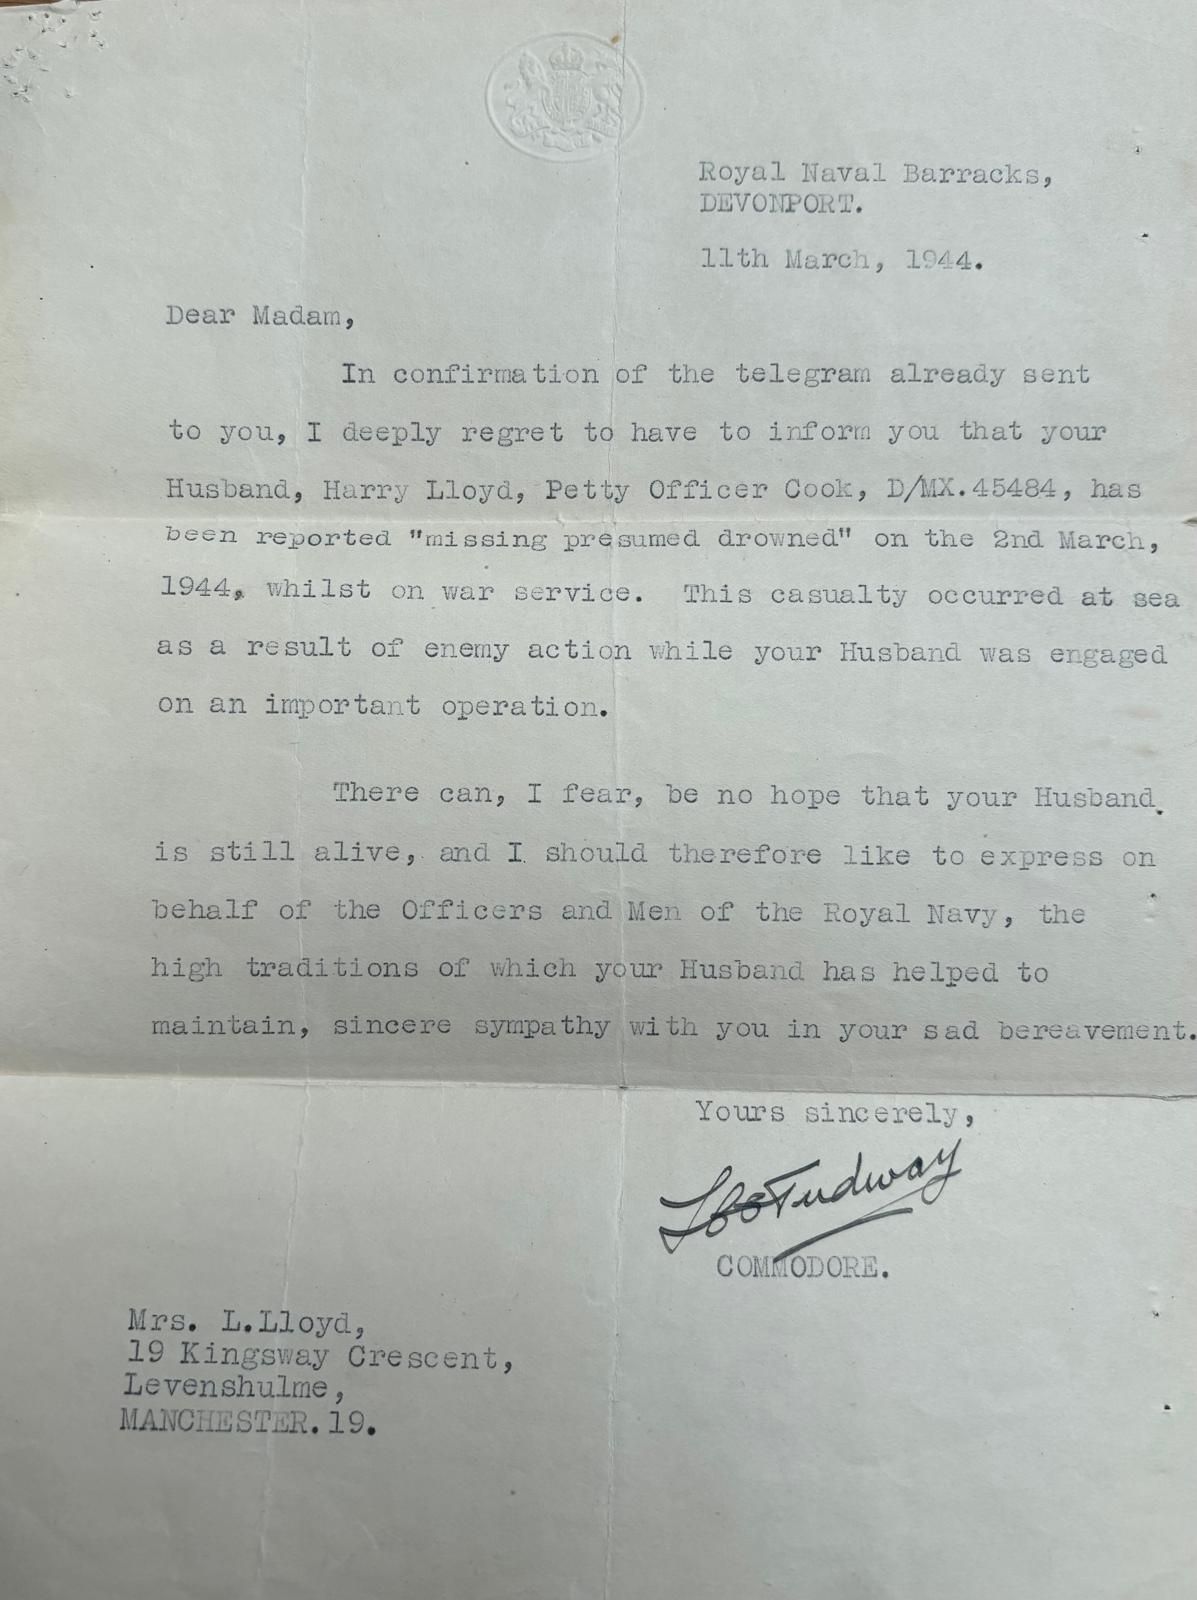 Royal Naval Barracks,
DEVONPORT.
11th March, 1944.
Dear Madam,
In confirmation of the telegram already sent
to you, I deeply regret to have to inform you that your
Husband, Harry Lloyd, Petty Officer Cook, D/MX.45484, has
been reported "missing presumed drowned" on the 2nd March,
1944, whilst on war service. This casualty occurred at sea
as a result of enemy action while your Husband was engaged
on an important operation.
There can, I fear, be no hope that your Husband
is still alive, and I should therefore like to express on
behalf of the Officers and Men of the Royal Navy, the
high traditions of which your Husband has helped to
maintain, sincere sympathy with you in your sad bereavement.
Yours sincerely,
Tudway
COMMODORE.
Mrs. L.Lloyd,
19 Kingsway Crescent,
Levenshulme,
MANCHESTER.19.